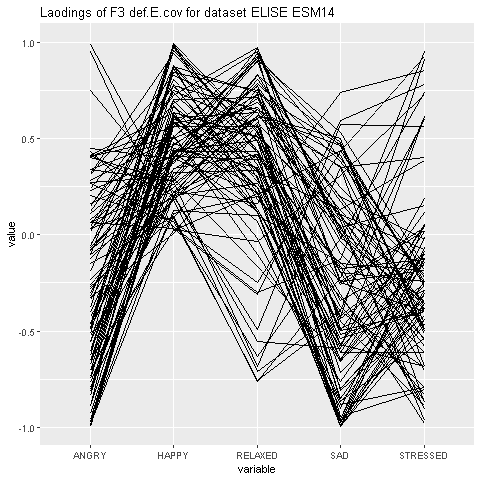 Laodings of F3 def.E.cov for dataset ELISE ESM14
1.0
0.5
0.0
-0.5
-1.0
value
ANGRY HAPPY RELAXED SAD STRESSED
variable